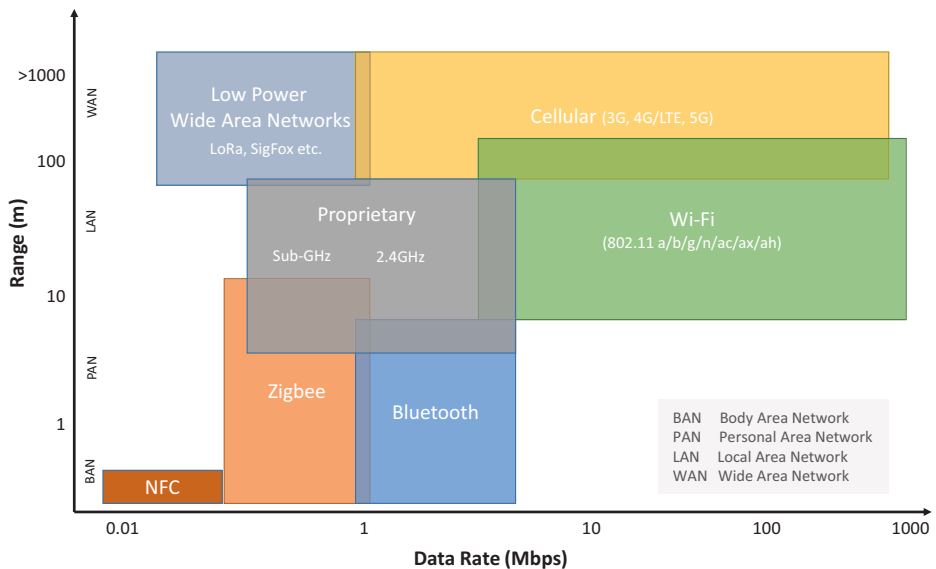 >1000
WAN
Low Power
Wide Area Networks
LoRa, SigFox etc.
Cellular (3G, 4G/LTE, 5G)
100
Range (m)
LAN
Proprietary
Sub-GHz
2.4GHz
Wi-Fi
(802.11 a/b/g/n/ac/ax/ah)
10
PAN
Zigbee
Bluetooth
1
BAN
NFC
BAN Body Area Network
PAN Personal Area Network
LAN Local Area Network
WAN Wide Area Network
0.01
1
10
100
1000
Data Rate (Mbps)